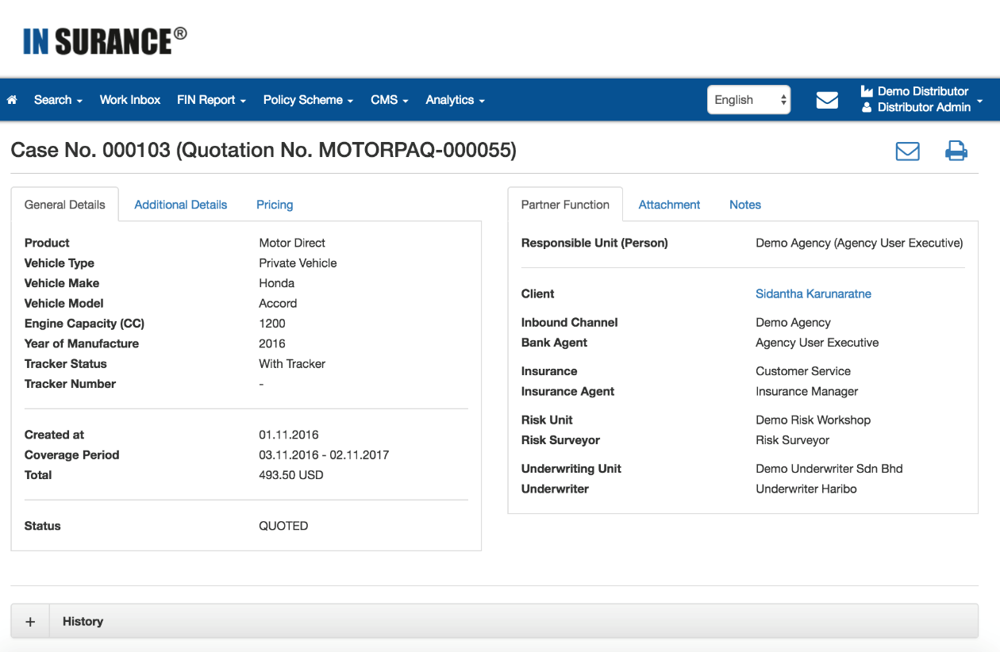 IN SURANCE®
Search Work Inbox FIN Report Policy Scheme CMS Analytics English Demo Distributor
Distributor Admin
Case No. 000103 (Quotation No. MOTORPAQ-000055)
General Details Additional Details Pricing
Product Motor Direct
Vehicle Type Private Vehicle
Vehicle Make Honda
Vehicle Model Accord
Engine Capacity (CC) 1200
Year of Manufacture 2016
Tracker Status With Tracker
Tracker Number -
Created at 01.11.2016
Coverage Period 03.11.2016 - 02.11.2017
Total 493.50 USD
Status QUOTED
Partner Function Attachment Notes
Responsible Unit (Person) Demo Agency (Agency User Executive)
Client Sidantha Karunaratne
Inbound Channel Demo Agency
Bank Agent Agency User Executive
Insurance Customer Service
Insurance Agent Insurance Manager
Risk Unit Demo Risk Workshop
Risk Surveyor Risk Surveyor
Underwriting Unit Demo Underwriter Sdn Bhd
Underwriter Underwriter Haribo
+ History